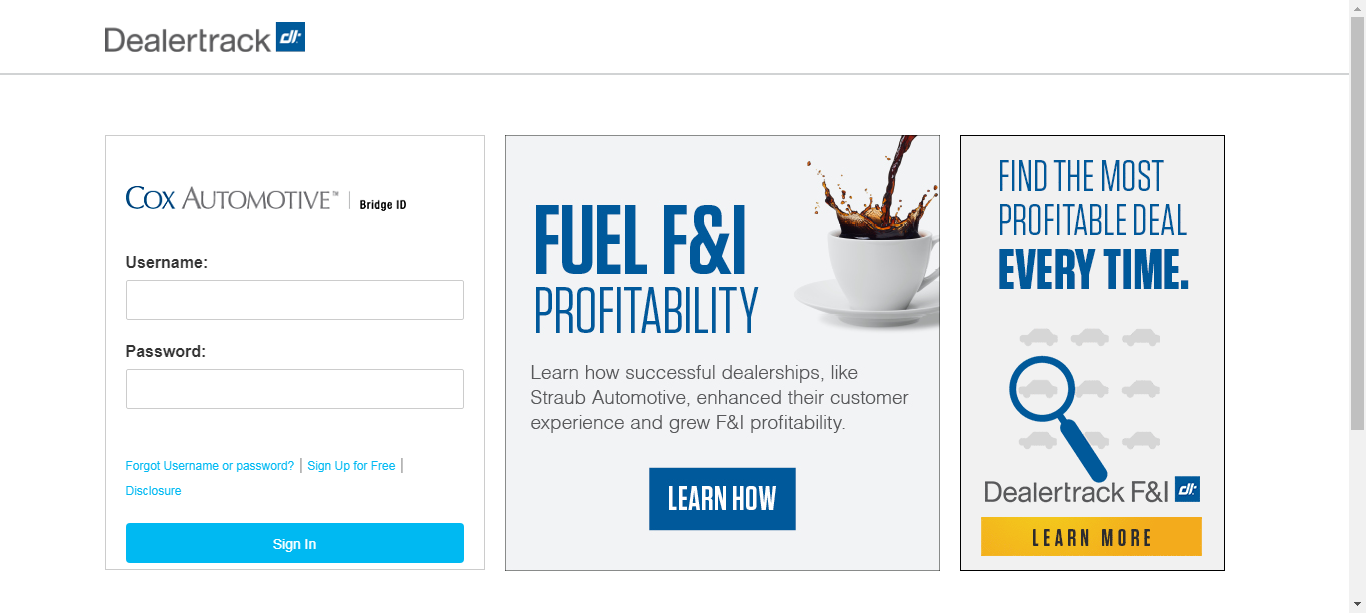 Dealertrack dlr
COX AUTOMOTIVE™ | Bridge ID
Username:
Password:
Forgot Username or password? | Sign Up for Free |
Disclosure
Sign In
FUEL F&I
PROFITABILITY
Learn how successful dealerships, like
Straub Automotive, enhanced their customer
experience and grew F&I profitability.
LEARN HOW
FIND THE MOST
PROFITABLE DEAL
EVERY TIME.
Dealertrack F&I dlr
LEARN MORE